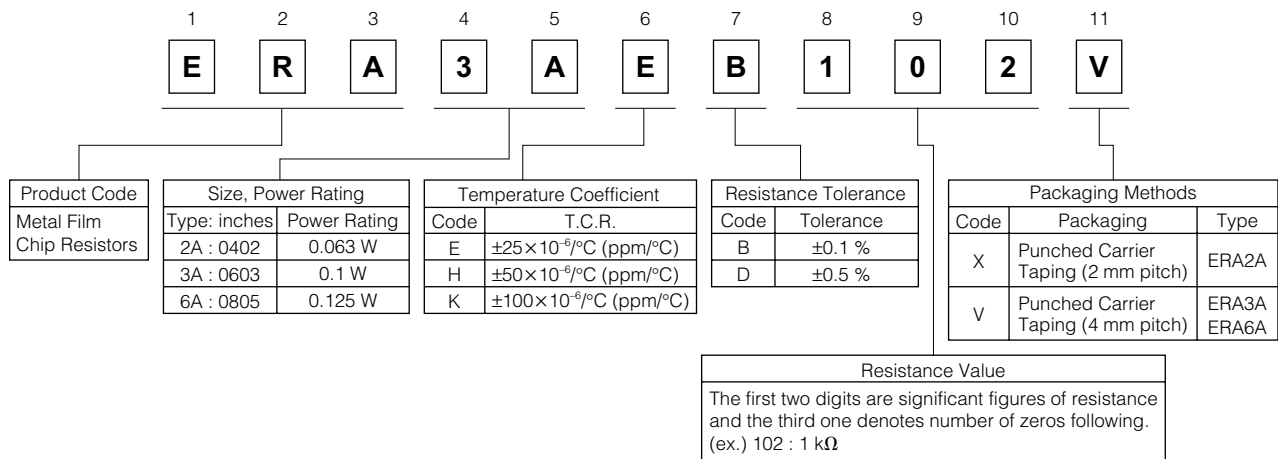 1 2 3 4 5 6 7 8 9 10 11
E R A 3 A E B 1 0 2 V
Product Code
Metal Film
Chip Resistors
Size, Power Rating
Type: inches Power Rating
2A : 0402 0.063 W
3A : 0603 0.1 W
6A : 0805 0.125 W
Temperature Coefficient
Code T.C.R.
E ±25×10⁻⁶/°C (ppm/°C)
H ±50×10⁻⁶/°C (ppm/°C)
K ±100×10⁻⁶/°C (ppm/°C)
Resistance Tolerance
Code Tolerance
B ±0.1 %
D ±0.5 %
Packaging Methods
Code Packaging Type
X Punched Carrier
Taping (2 mm pitch) ERA2A
V Punched Carrier
Taping (4 mm pitch) ERA3A
ERA6A
Resistance Value
The first two digits are significant figures of resistance
and the third one denotes number of zeros following.
(ex.) 102 : 1 kΩ